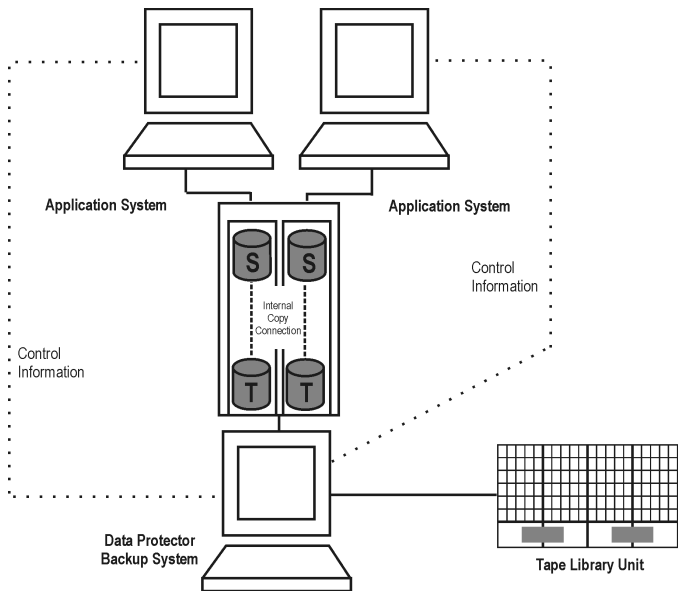 Application System
Application System
S
S
Internal
Copy
Connection
Control
Information
Control
Information
T
T
Data Protector
Backup System
Tape Library Unit